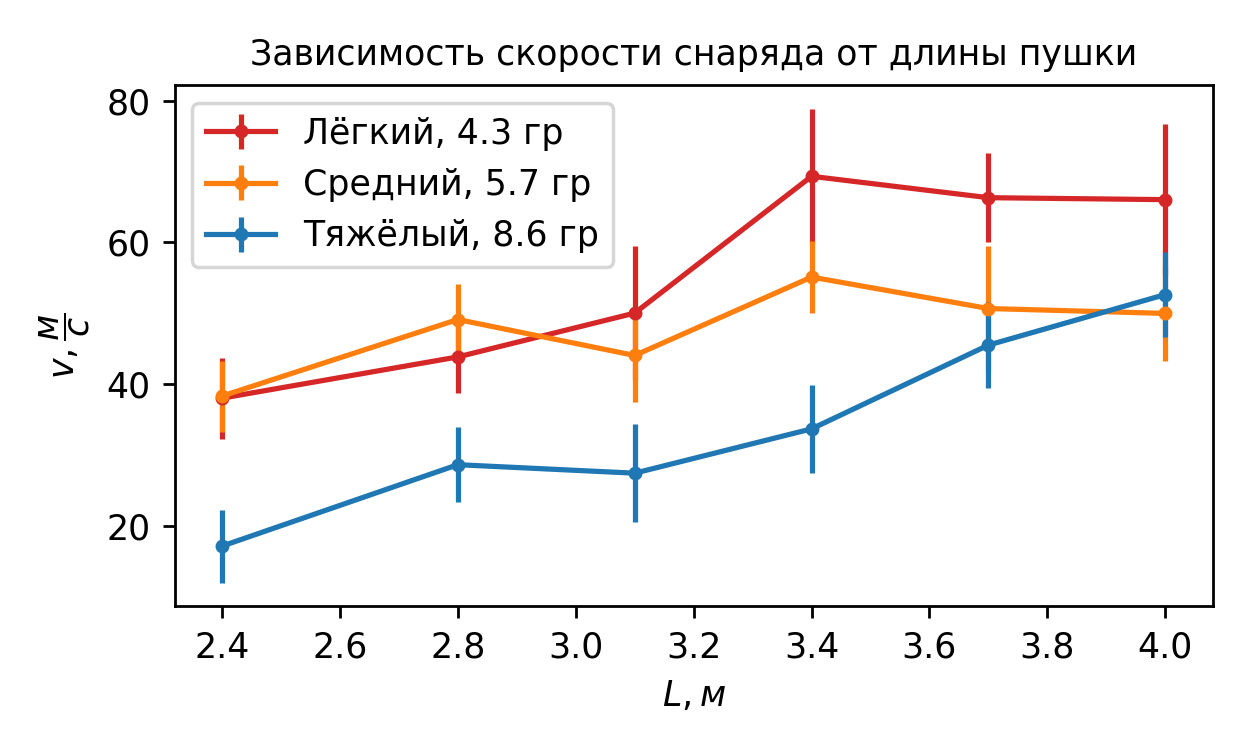 Зависимость скорости снаряда от длины пушки
80
60
40
20
v, м/с
Лёгкий, 4.3 гр
Средний, 5.7 гр
Тяжёлый, 8.6 гр
2.4 2.6 2.8 3.0 3.2 3.4 3.6 3.8 4.0
L, м